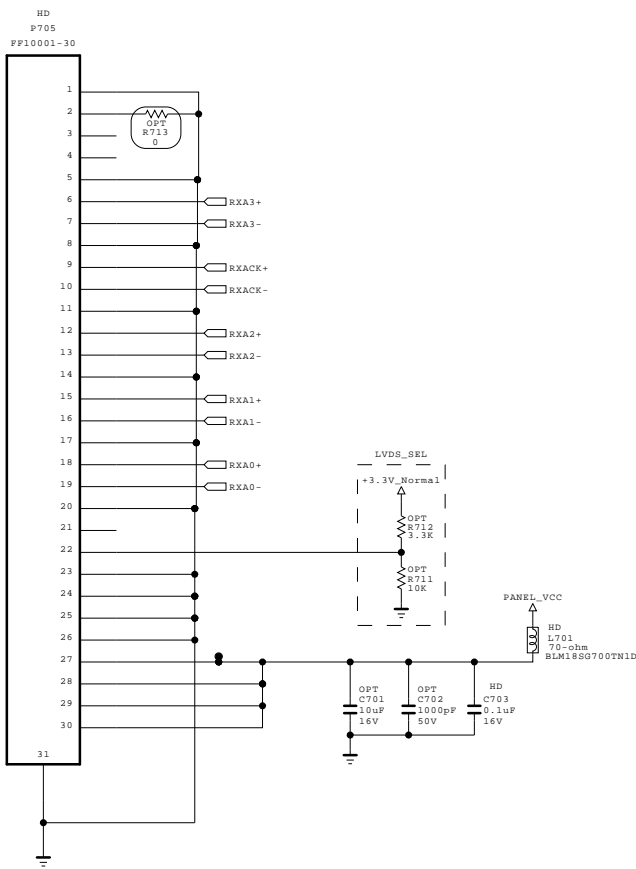 HD
P705
FF10001-30
1
2
OPT
R713
0
3
4
5
6
RXA3+
7
RXA3-
8
9
RXACK+
10
RXACK-
11
12
RXA2+
13
RXA2-
14
15
RXA1+
16
RXA1-
17
18
RXA0+
19
RXA0-
20
21
22
23
24
25
26
27
28
29
30
31
LVDS_SEL
+3.3V_Normal
OPT
R712
3.3K
OPT
R711
10K
PANEL_VCC
HD
L701
70-ohm
BLM18SG700TN1D
OPT
C701
10uF
16V
OPT
C702
1000pF
50V
HD
C703
0.1uF
16V